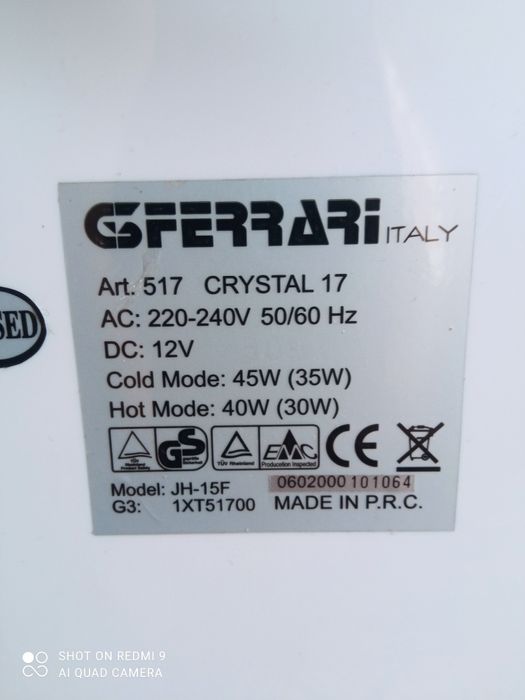 GFERRARI ITALY
Art. 517 CRYSTAL 17
AC: 220-240V 50/60 Hz
DC: 12V
Cold Mode: 45W (35W)
Hot Mode: 40W (30W)
SED
GS
TÜV Rheinland
EMC
Production Inspected
CE
Model: JH-15F
0602000101064
G3: 1XT51700
MADE IN P.R.C.
SHOT ON REDMI 9
AI QUAD CAMERA